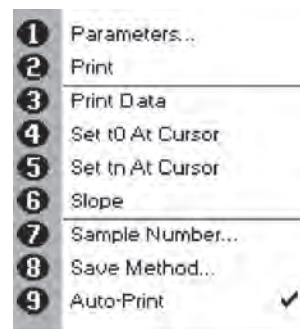 1 Parameters...
2 Print
3 Print Data
4 Set t0 At Cursor
5 Set tn At Cursor
6 Slope
7 Sample Number...
8 Save Method...
9 Auto-Print ✓